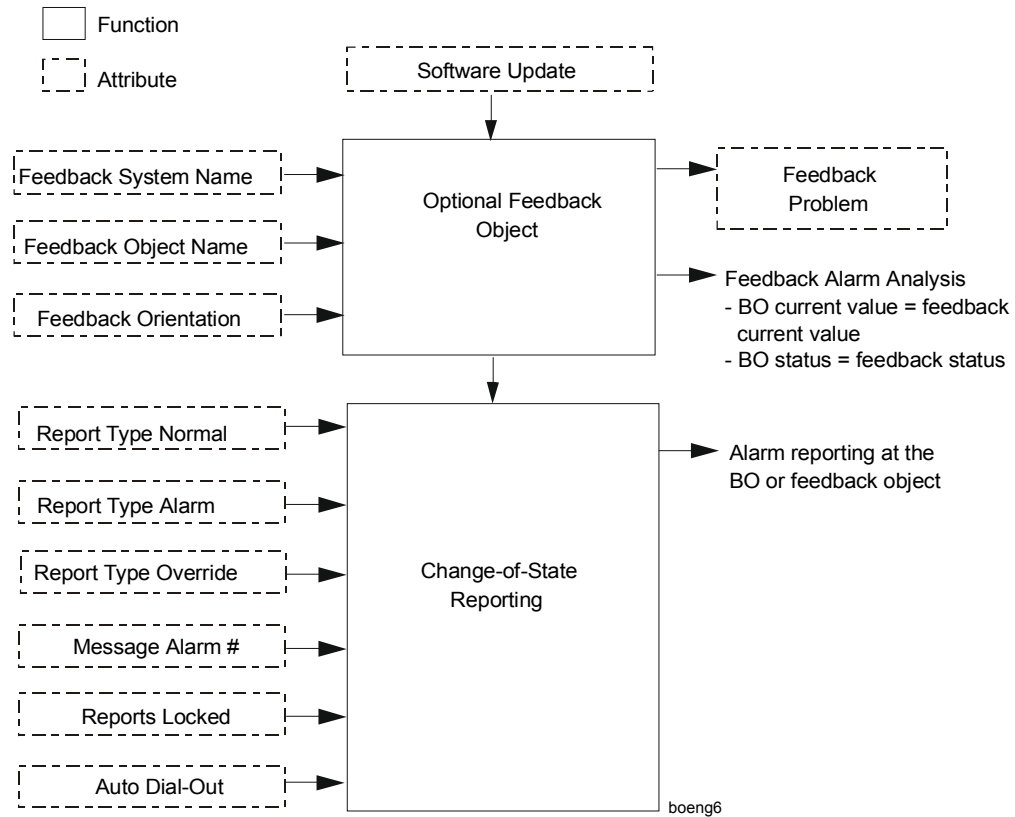 Function
Attribute
Software Update
Feedback System Name
Feedback Object Name
Feedback Orientation
Optional Feedback
Object
Feedback
Problem
Feedback Alarm Analysis
- BO current value = feedback
current value
- BO status = feedback status
Report Type Normal
Report Type Alarm
Report Type Override
Message Alarm #
Reports Locked
Auto Dial-Out
Change-of-State
Reporting
Alarm reporting at the
BO or feedback object
boeng6